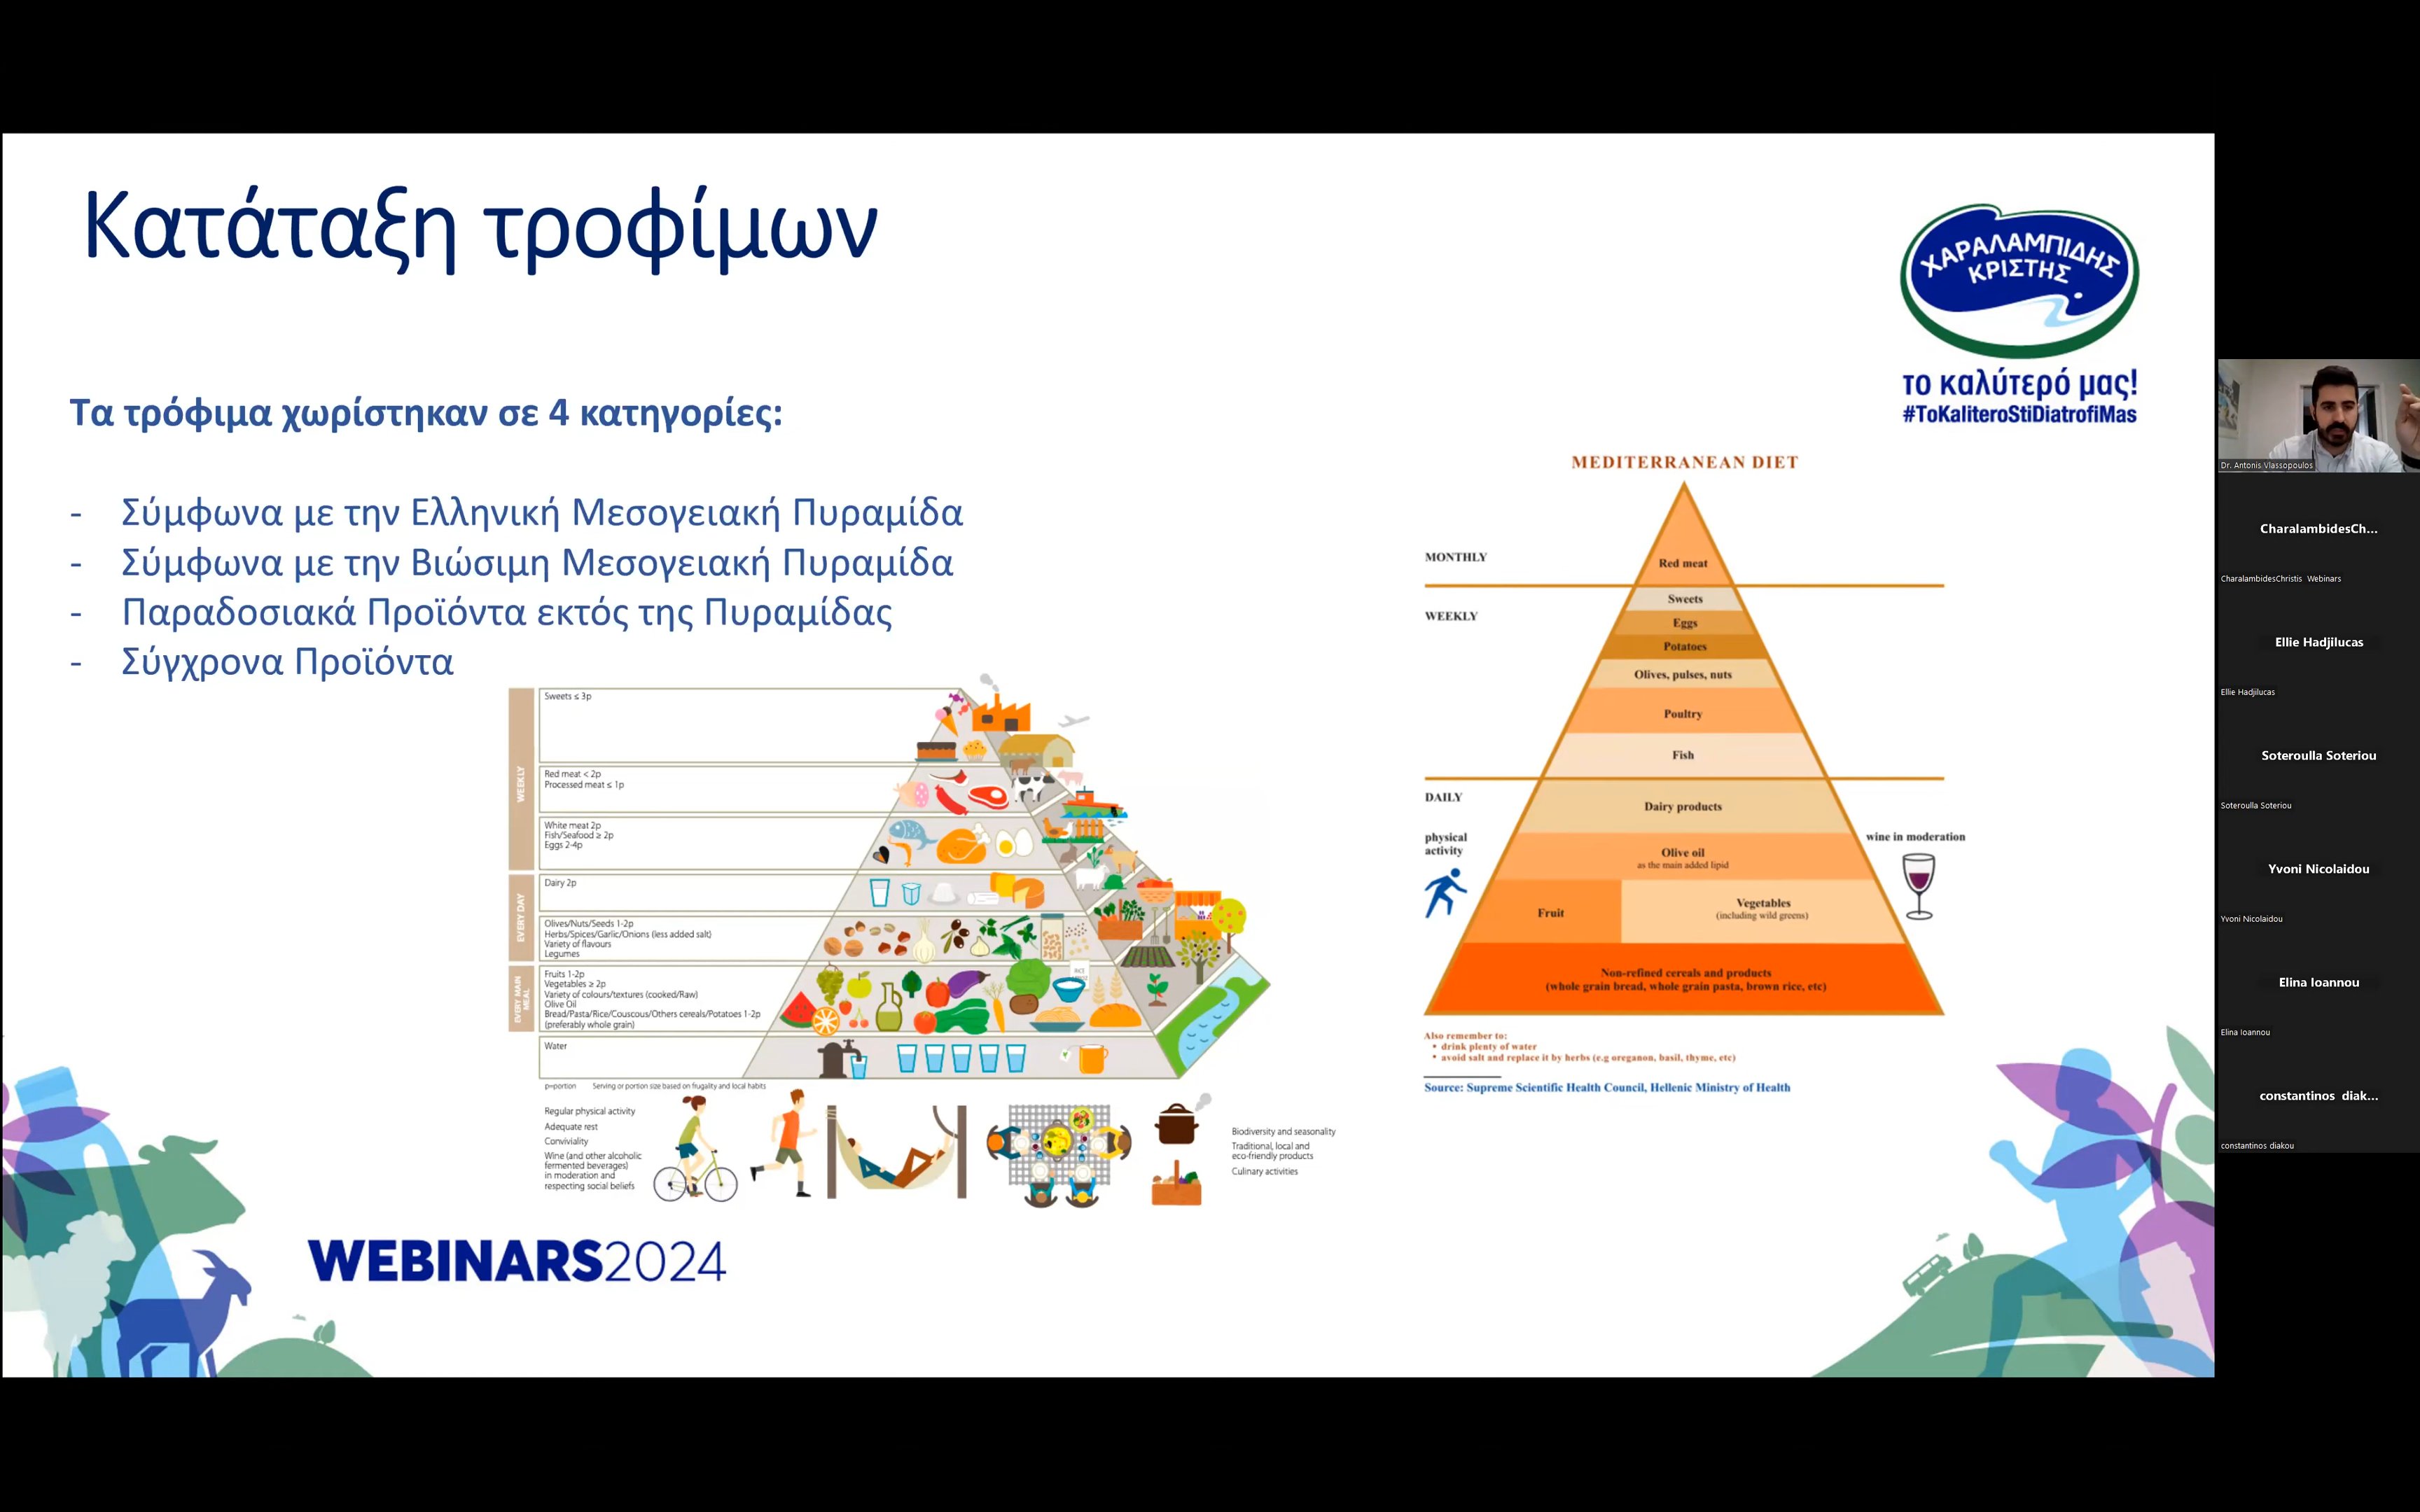 Κατάταξη τροφίμων
ΧΑΡΑΛΑΜΠΙΔΗΣ
ΚΡΙΣΤΗΣ
το καλύτερό μας!
#ToKaliteroStiDiatrofiMas
Τα τρόφιμα χωρίστηκαν σε 4 κατηγορίες:
- Σύμφωνα με την Ελληνική Μεσογειακή Πυραμίδα
- Σύμφωνα με την Βιώσιμη Μεσογειακή Πυραμίδα
- Παραδοσιακά Προϊόντα εκτός της Πυραμίδας
- Σύγχρονα Προϊόντα
WEEKLY
Sweets ≤ 3p
Red meat < 2p
Processed meat ≤ 1p
White meat 2p
Fish/Seafood ≥ 2p
Eggs 2-4p
EVERY DAY
Dairy 2p
Olives/Nuts/Seeds 1-2p
Herbs/Spices/Garlic/Onions (less added salt)
Variety of flavours
Legumes
EVERY MAIN
MEAL
Fruits 1-2p
Vegetables ≥ 2p
Variety of colours/textures (cooked/Raw)
Olive Oil
Bread/Pasta/Rice/Couscous/Others cereals/Potatoes 1-2p
(preferably whole grain)
RICE
Water
p=portion Serving or portion size based on frugality and local habits
Regular physical activity
Adequate rest
Conviviality
Wine (and other alcoholic
fermented beverages)
in moderation and
respecting social beliefs
Biodiversity and seasonality
Traditional, local and
eco-friendly products
Culinary activities
MEDITERRANEAN DIET
MONTHLY
Red meat
WEEKLY
Sweets
Eggs
Potatoes
Olives, pulses, nuts
Poultry
Fish
DAILY
Dairy products
physical
activity
wine in moderation
Olive oil
as the main added lipid
Fruit
Vegetables
(including wild greens)
Non-refined cereals and products
(whole grain bread, whole grain pasta, brown rice, etc)
Also remember to:
• drink plenty of water
• avoid salt and replace it by herbs (e.g oreganon, basil, thyme, etc)
Source: Supreme Scientific Health Council, Hellenic Ministry of Health
WEBINARS2024
Dr. Antonis Vlassopoulos
CharalambidesCh...
CharalambidesChristis Webinars
Ellie Hadjilucas
Ellie Hadjilucas
Soteroulla Soteriou
Soteroulla Soteriou
Yvoni Nicolaidou
Yvoni Nicolaidou
Elina Ioannou
Elina Ioannou
constantinos diak...
constantinos diakou